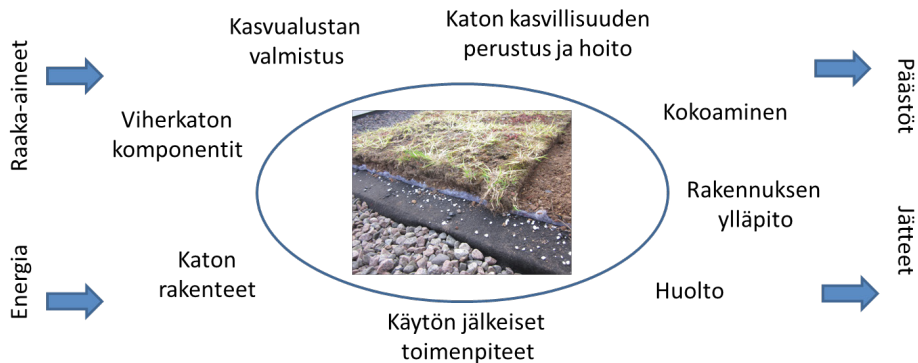 Raaka-aineet
Energia
Kasvualustan
valmistus
Katon kasvillisuuden
perustus ja hoito
Viherkaton
komponentit
Kokoaminen
Rakennuksen
ylläpito
Katon
rakenteet
Huolto
Käytön jälkeiset
toimenpiteet
Päästöt
Jätteet